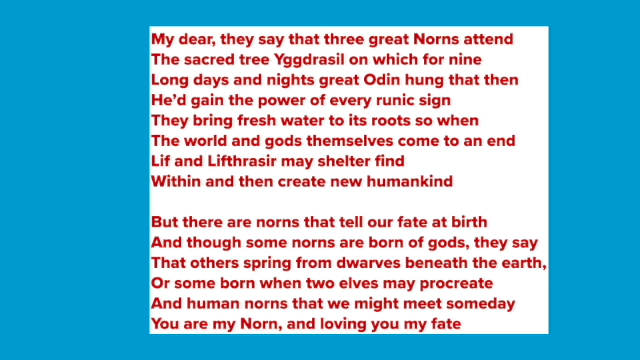 My dear, they say that three great Norns attend
The sacred tree Yggdrasil on which for nine
Long days and nights great Odin hung that then
He'd gain the power of every runic sign
They bring fresh water to its roots so when
The world and gods themselves come to an end
Lif and Lifthrasir may shelter find
Within and then create new humankind

But there are norns that tell our fate at birth
And though some norns are born of gods, they say
That others spring from dwarves beneath the earth,
Or some born when two elves may procreate
And human norns that we might meet someday
You are my Norn, and loving you my fate